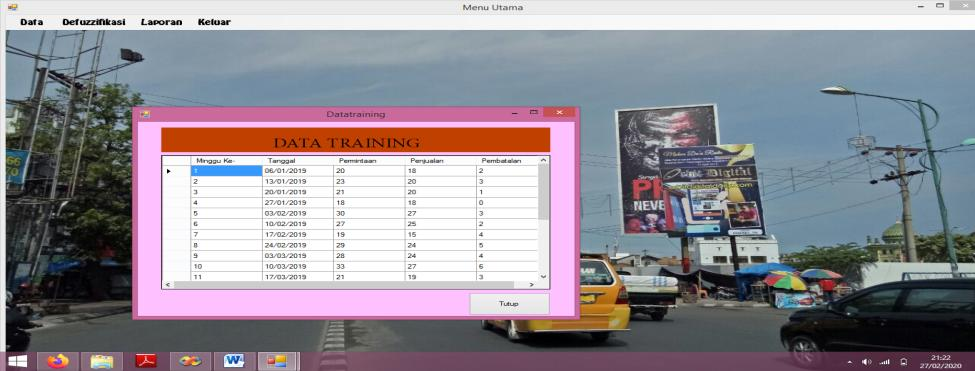 Menu Utama
Data Defuzzifikasi Laporan Keluar
Datatraining
DATA TRAINING
Minggu Ke- Tanggal Permintaan Penjualan Pembatalan
1 06/01/2019 20 18 2
2 13/01/2019 23 20 3
3 20/01/2019 21 20 1
4 27/01/2019 18 18 0
5 03/02/2019 30 27 3
6 10/02/2019 27 25 2
7 17/02/2019 19 15 4
8 24/02/2019 29 24 5
9 03/03/2019 28 24 4
10 10/03/2019 33 27 6
11 17/03/2019 21 19 3
Tutup
Digital
NEVE
21:22
27/02/2020